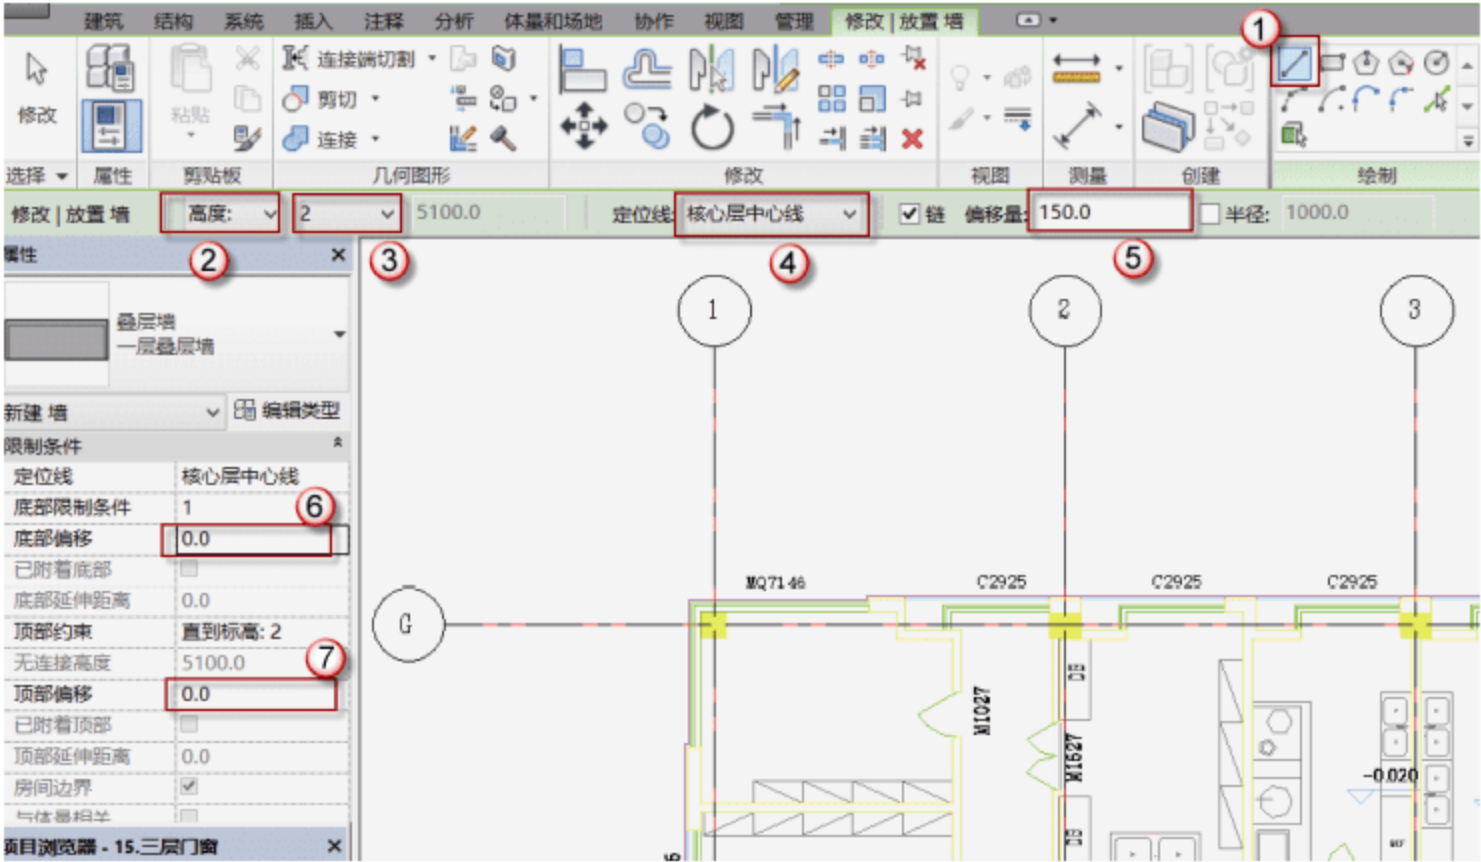 建筑 结构 系统 插入 注释 分析 体量和场地 协作 视图 管理 修改 | 放置 墙
①
连接端切割
修改 粘贴 剪切
连接
选择 属性 剪贴板 几何图形 修改 视图 测量 创建 绘制
修改 | 放置 墙 高度: 2 5100.0 定位线: 核心层中心线 链 偏移量: 150.0 半径: 1000.0
② ③ ④ ⑤
属性
叠层墙
一层叠层墙
新建 墙 编辑类型
限制条件
定位线 核心层中心线
底部限制条件 1 ⑥
底部偏移 0.0
已附着底部
底部延伸距离 0.0
顶部约束 直到标高: 2
无连接高度 5100.0 ⑦
顶部偏移 0.0
已附着顶部
顶部延伸距离 0.0
房间边界
与体量相关
项目浏览器 - 15.三层门窗
1 2 3
MQ7146 C2925 C2925 C2925
G
DB
M1027
M1527
-0.020
DB